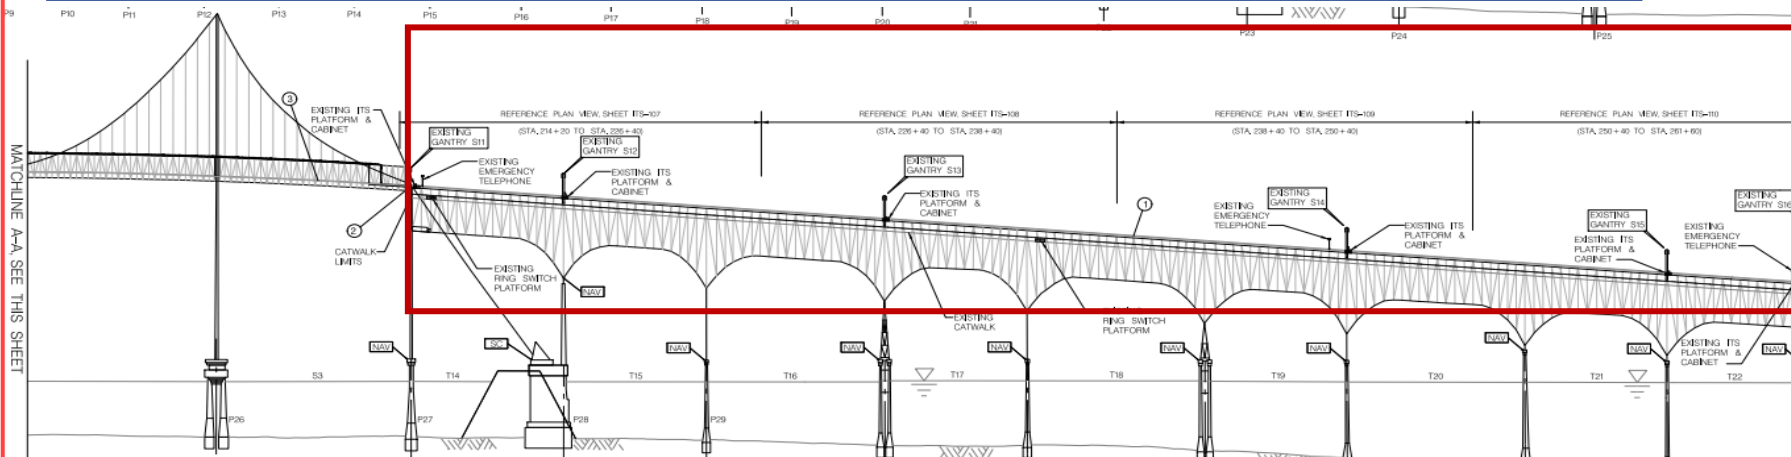 P9 P10 P11 P12 P13 P14 P15 P16 P17 P18 P19 P20 P21 P23 P24 P25
MATCHLINE A-A, SEE THIS SHEET
3
EXISTING ITS
PLATFORM &
CABINET
REFERENCE PLAN VIEW, SHEET ITS-107
(STA. 214+20 TO STA. 226+40)
REFERENCE PLAN VIEW, SHEET ITS-108
(STA. 226+40 TO STA. 238+40)
REFERENCE PLAN VIEW, SHEET ITS-109
(STA. 238+40 TO STA. 250+40)
REFERENCE PLAN VIEW, SHEET ITS-110
(STA. 250+40 TO STA. 261+60)
EXISTING
GANTRY S11
EXISTING
EMERGENCY
TELEPHONE
EXISTING
GANTRY S12
EXISTING ITS
PLATFORM &
CABINET
EXISTING
GANTRY S13
EXISTING ITS
PLATFORM &
CABINET
1
EXISTING
EMERGENCY
TELEPHONE
EXISTING
GANTRY S14
EXISTING ITS
PLATFORM &
CABINET
EXISTING
GANTRY S15
EXISTING ITS
PLATFORM &
CABINET
EXISTING
GANTRY S16
EXISTING
EMERGENCY
TELEPHONE
2
CATWALK
LIMITS
EXISTING
RING SWITCH
PLATFORM
NAV
EXISTING
CATWALK
RING SWITCH
PLATFORM
NAV
SC
NAV
NAV
NAV
NAV
NAV
NAV
NAV
NAV
EXISTING ITS
PLATFORM &
CABINET
S3 T14 T15 T16 T17 T18 T19 T20 T21 T22
P26 P27 P28 P29